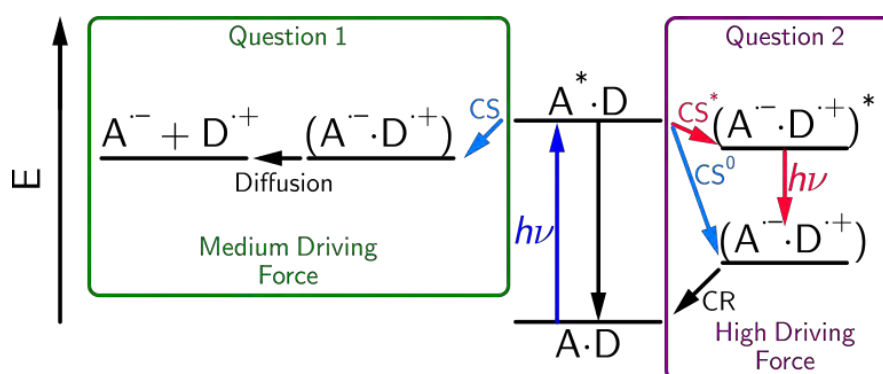 E
Question 1
A·⁻ + D·⁺
(A·⁻·D·⁺)
CS
Diffusion
Medium Driving
Force
A*·D
hν
A·D
Question 2
CS*
(A·⁻·D·⁺)*
CS⁰
hν
(A·⁻·D·⁺)
CR
High Driving
Force